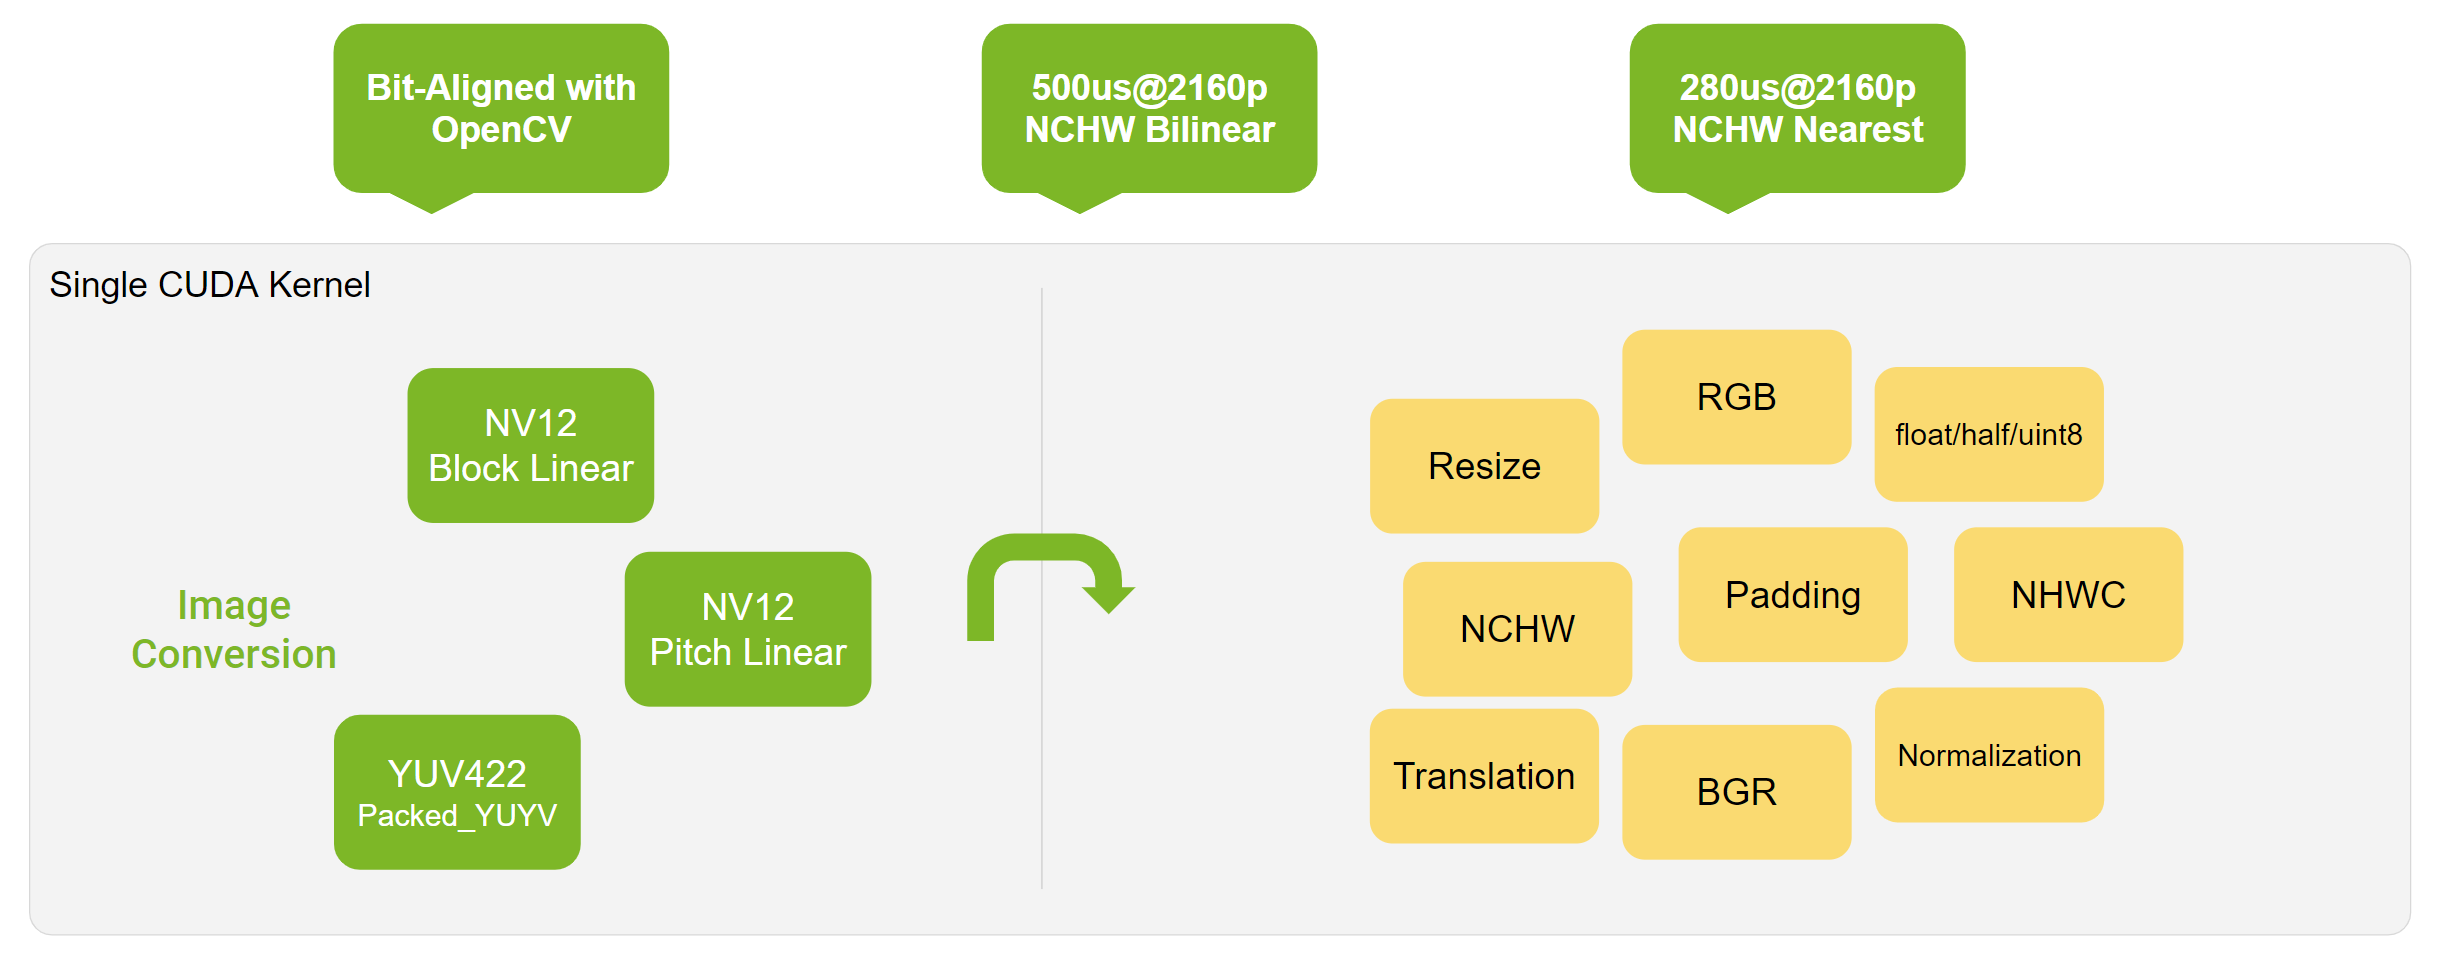 Bit-Aligned with
OpenCV
500us@2160p
NCHW Bilinear
280us@2160p
NCHW Nearest
Single CUDA Kernel
NV12
Block Linear
NV12
Pitch Linear
Image
Conversion
YUV422
Packed_YUYV
RGB
float/half/uint8
Resize
Padding
NHWC
NCHW
Normalization
Translation
BGR